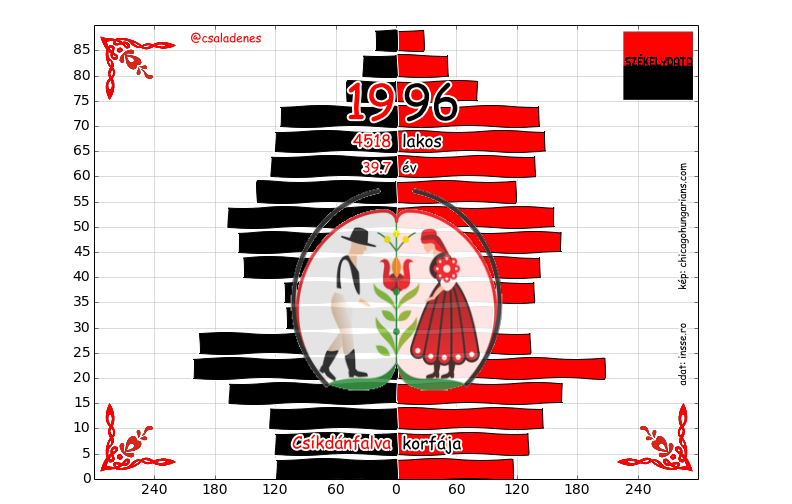 @csaladenes
SZÉKELYDATA
1996
4518 lakos
39.7 év
kép: chicagohungarians.com
adat: insse.ro
Csíkdánfalva korfája
85
80
75
70
65
60
55
50
45
40
35
30
25
20
15
10
5
0
240 180 120 60 0 60 120 180 240